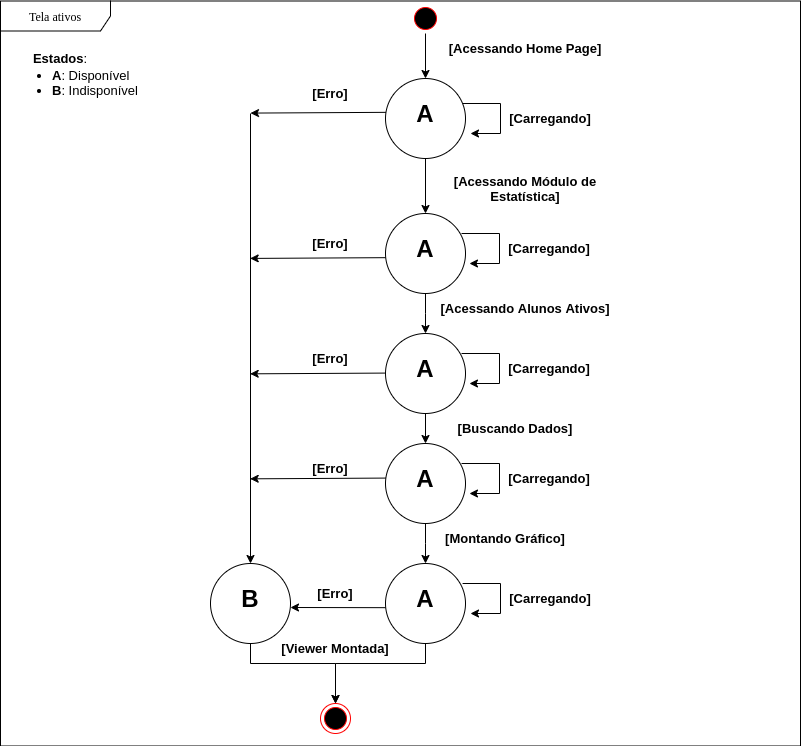 Tela ativos
Estados:
A: Disponível
B: Indisponível
[Acessando Home Page]
[Erro]
A
[Carregando]
[Acessando Módulo de
Estatística]
[Erro]
A
[Carregando]
[Acessando Alunos Ativos]
[Erro]
A
[Carregando]
[Buscando Dados]
[Erro]
A
[Carregando]
[Montando Gráfico]
B
[Erro]
A
[Carregando]
[Viewer Montada]